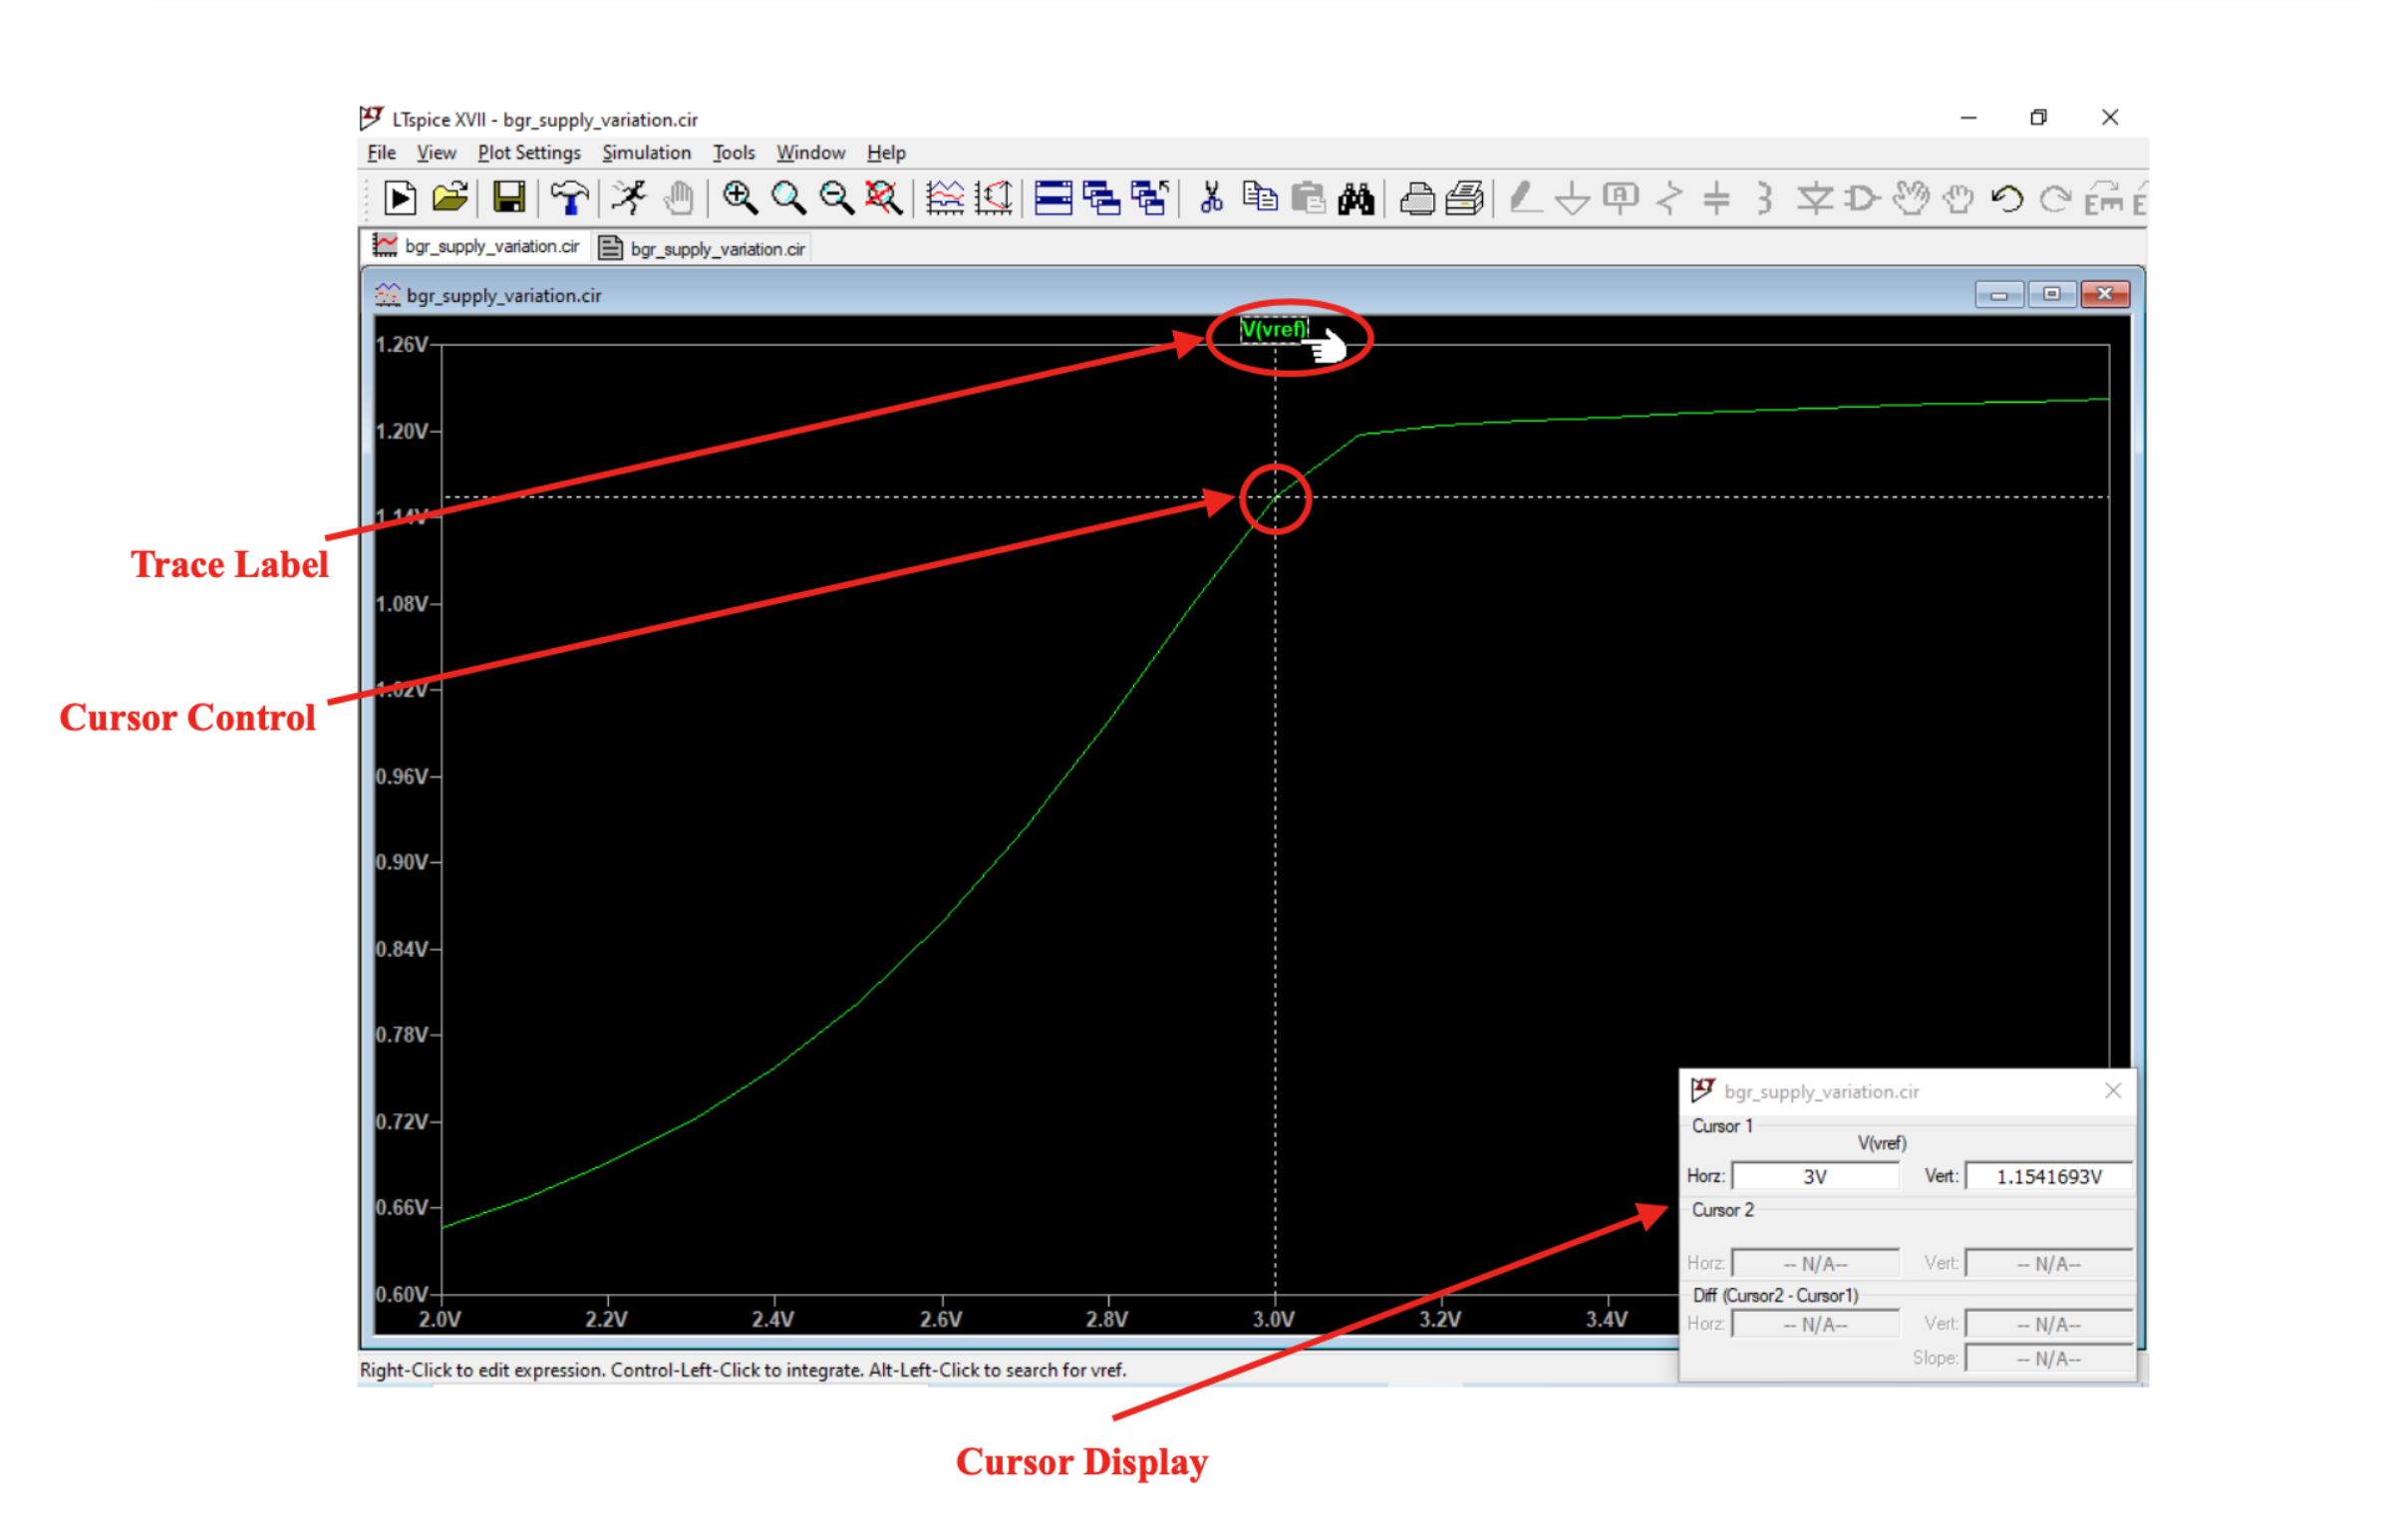 LTspice XVII - bgr_supply_variation.cir
File View Plot Settings Simulation Tools Window Help
bgr_supply_variation.cir bgr_supply_variation.cir
bgr_supply_variation.cir
V(vref)
1.26V
1.20V
1.14V
Trace Label
1.08V
1.02V
Cursor Control
0.96V
0.90V
0.84V
0.78V
0.72V
0.66V
0.60V
2.0V 2.2V 2.4V 2.6V 2.8V 3.0V 3.2V 3.4V
bgr_supply_variation.cir
Cursor 1
V(vref)
Horz: 3V Vert: 1.1541693V
Cursor 2
Horz: -- N/A-- Vert: -- N/A--
Diff (Cursor2 - Cursor1)
Horz: -- N/A-- Vert: -- N/A--
Slope: -- N/A--
Right-Click to edit expression. Control-Left-Click to integrate. Alt-Left-Click to search for vref.
Cursor Display